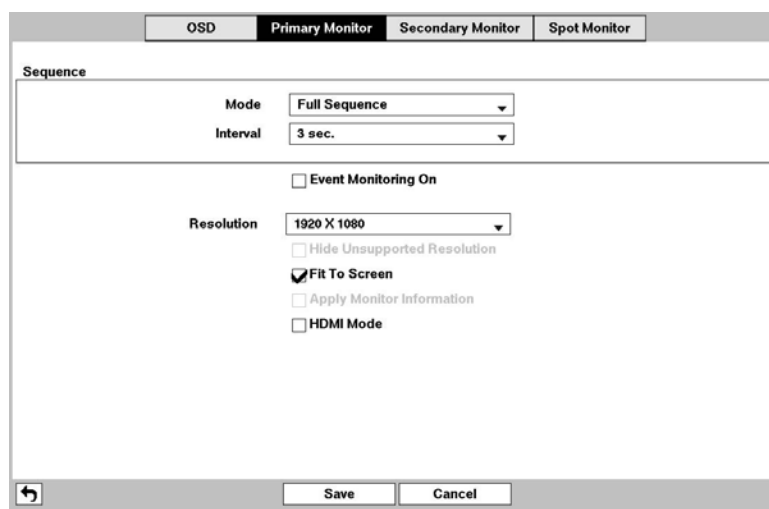 OSD Primary Monitor Secondary Monitor Spot Monitor
Sequence
Mode Full Sequence
Interval 3 sec.
Event Monitoring On
Resolution 1920 X 1080
Hide Unsupported Resolution
Fit To Screen
Apply Monitor Information
HDMI Mode
Save Cancel